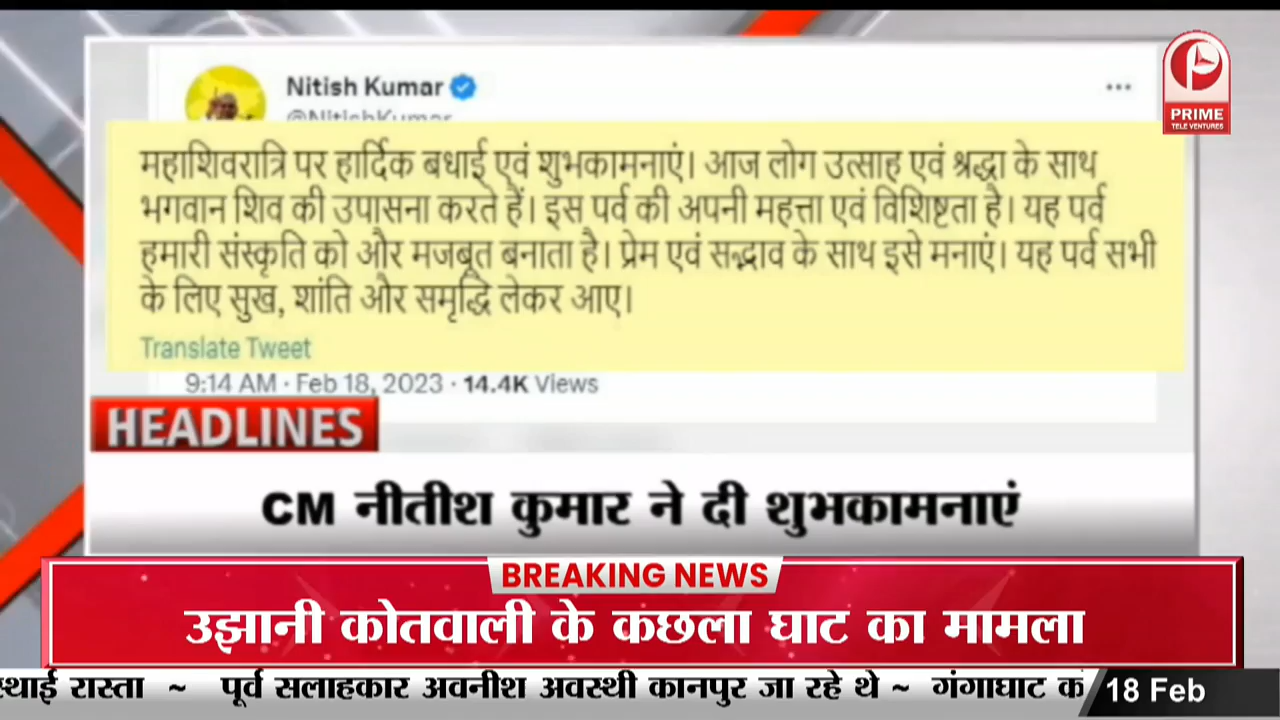 Nitish Kumar
@NitishKumar
PRIME
TELE VENTURES
महाशिवरात्रि पर हार्दिक बधाई एवं शुभकामनाएं। आज लोग उत्साह एवं श्रद्धा के साथ
भगवान शिव की उपासना करते हैं। इस पर्व की अपनी महत्ता एवं विशिष्टता है। यह पर्व
हमारी संस्कृति को और मजबूत बनाता है। प्रेम एवं सद्भाव के साथ इसे मनाएं। यह पर्व सभी
के लिए सुख, शांति और समृद्धि लेकर आए।
Translate Tweet
9:14 AM · Feb 18, 2023 · 14.4K Views
HEADLINES
CM नीतीश कुमार ने दी शुभकामनाएं
BREAKING NEWS
उझानी कोतवाली के कछला घाट का मामला
स्थाई रास्ता ~ पूर्व सलाहकार अवनीश अवस्थी कानपुर जा रहे थे ~ गंगाघाट क
18 Feb